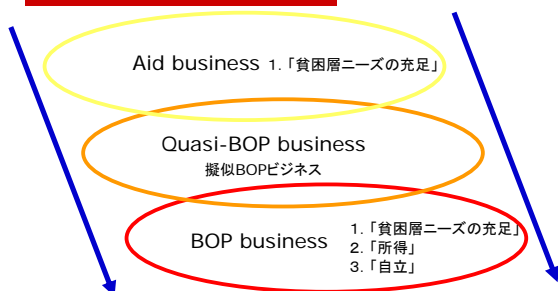 Aid business 1. 「貧困層ニーズの充足」
Quasi-BOP business
擬似BOPビジネス
BOP business
1. 「貧困層ニーズの充足」
2. 「所得」
3. 「自立」